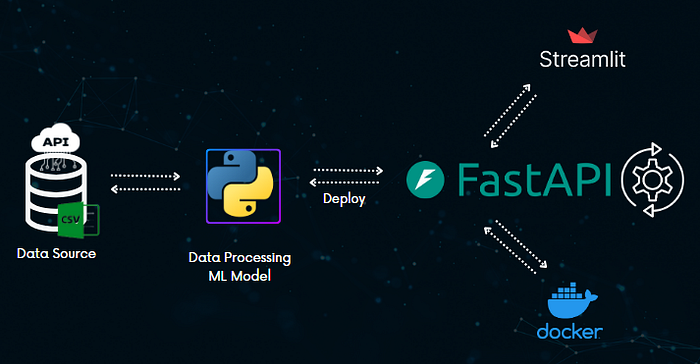 Streamlit
API
CSV
Data Source
Data Processing
ML Model
Deploy
FastAPI
docker